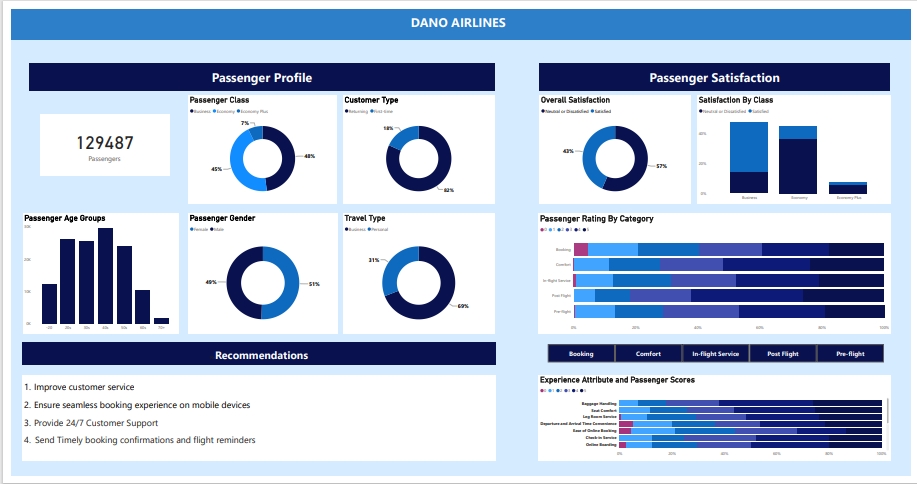 DANO AIRLINES
Passenger Profile
129487
Passengers
Passenger Class
Business Economy Economy Plus
7%
45%
48%
Customer Type
Returning First-time
18%
82%
Passenger Age Groups
20s 30s 40s 50s 60s 70+
Passenger Gender
Female Male
49%
51%
Travel Type
Business Personal
31%
69%
Recommendations
1. Improve customer service
2. Ensure seamless booking experience on mobile devices
3. Provide 24/7 Customer Support
4. Send Timely booking confirmations and flight reminders
Passenger Satisfaction
Overall Satisfaction
Neutral or Dissatisfied Satisfied
43%
57%
Satisfaction By Class
Neutral or Dissatisfied Satisfied
40%
20%
0%
Business Economy Economy Plus
Passenger Rating By Category
0 1 2 3 4 5
Booking
Comfort
In-flight Service
Post Flight
Pre-flight
0% 20% 40% 60% 80% 100%
Booking Comfort In-flight Service Post Flight Pre-flight
Experience Attribute and Passenger Scores
0 1 2 3 4 5
Baggage Handling
Seat Comfort
Leg Room Service
Departure and Arrival Time Convenience
Ease of Online Booking
Check-in Service
Online Boarding
0% 20% 40% 60% 80% 100%